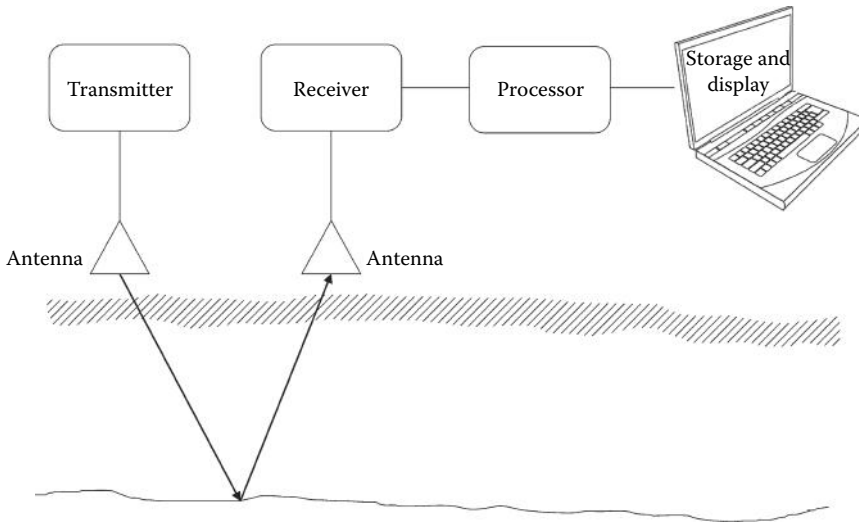 Transmitter
Receiver
Processor
Storage and
display
Antenna
Antenna